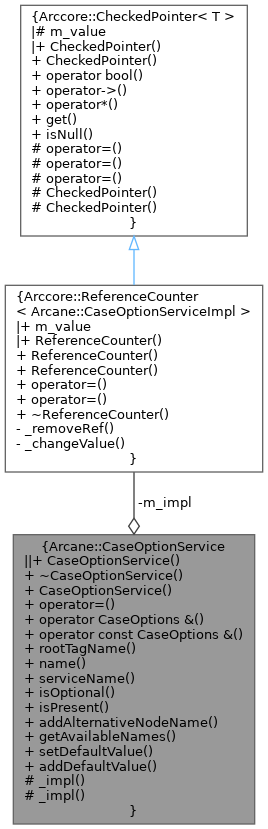 {Arccore::CheckedPointer< T >
|# m_value
|+ CheckedPointer()
+ CheckedPointer()
+ operator bool()
+ operator->()
+ operator*()
+ get()
+ isNull()
# operator=()
# operator=()
# operator=()
# CheckedPointer()
# CheckedPointer()
}
{Arccore::ReferenceCounter
< Arcane::CaseOptionServiceImpl >
|+ m_value
|+ ReferenceCounter()
+ ReferenceCounter()
+ ReferenceCounter()
+ operator=()
+ operator=()
+ ~ReferenceCounter()
- _removeRef()
- _changeValue()
}
-m_impl
{Arcane::CaseOptionService
||+ CaseOptionService()
+ ~CaseOptionService()
+ CaseOptionService()
+ operator=()
+ operator CaseOptions &()
+ operator const CaseOptions &()
+ rootTagName()
+ name()
+ serviceName()
+ isOptional()
+ isPresent()
+ addAlternativeNodeName()
+ getAvailableNames()
+ setDefaultValue()
+ addDefaultValue()
# _impl()
# _impl()
}